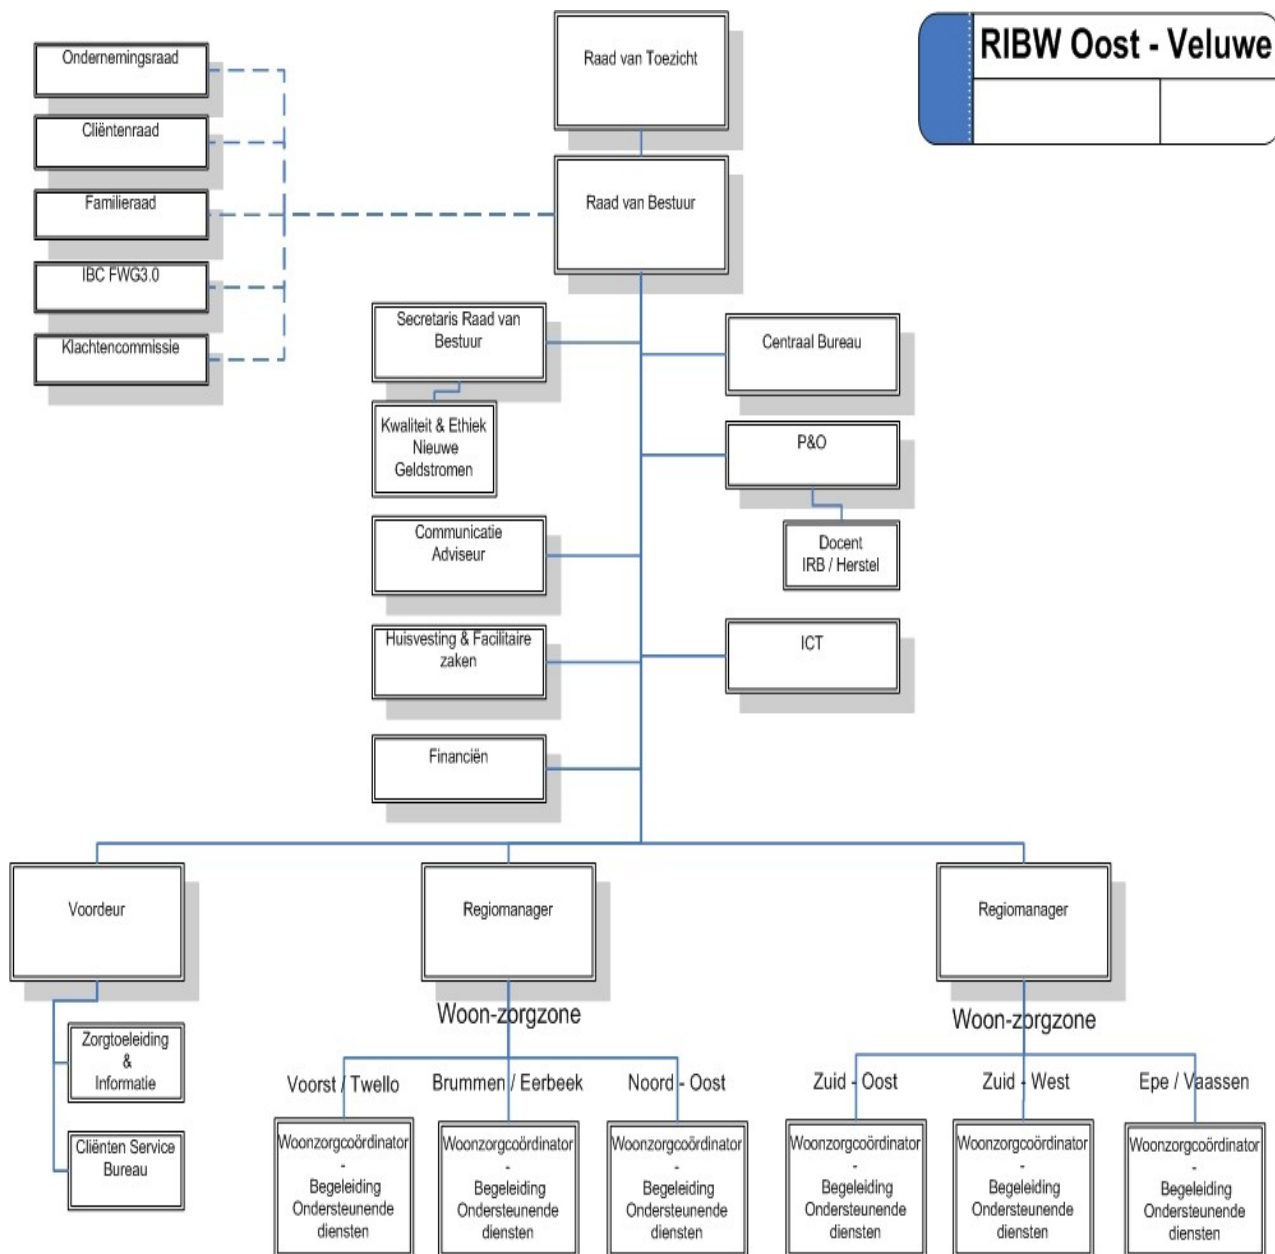 RIBW Oost - Veluwe
Raad van Toezicht
Raad van Bestuur
Ondernemingsraad
Cliëntenraad
Familieraad
IBC FWG3.0
Klachtencommissie
Secretaris Raad van
Bestuur
Kwaliteit & Ethiek
Nieuwe
Geldstromen
Communicatie
Adviseur
Huisvesting & Facilitaire
zaken
Financiën
Centraal Bureau
P&O
Docent
IRB / Herstel
ICT
Voordeur
Zorgtoeleiding
&
Informatie
Cliënten Service
Bureau
Regiomanager
Woon-zorgzone
Voorst / Twello
Woonzorgcoördinator
-
Begeleiding
Ondersteunende
diensten
Brummen / Eerbeek
Woonzorgcoördinator
-
Begeleiding
Ondersteunende
diensten
Noord - Oost
Woonzorgcoördinator
-
Begeleiding
Ondersteunende
diensten
Regiomanager
Woon-zorgzone
Zuid - Oost
Woonzorgcoördinator
-
Begeleiding
Ondersteunende
diensten
Zuid - West
Woonzorgcoördinator
-
Begeleiding
Ondersteunende
diensten
Epe / Vaassen
Woonzorgcoördinator
-
Begeleiding
Ondersteunende
diensten